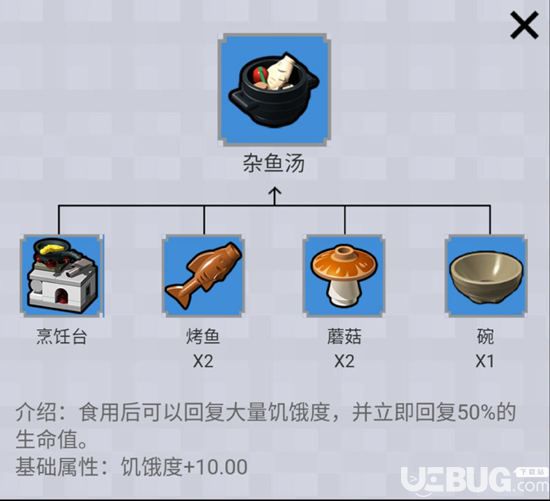 杂鱼汤
烹饪台
烤鱼
蘑菇
碗
X2
X2
X1
介绍：食用后可以回复大量饥饿度，并立即回复50%的
生命值。
基础属性：饥饿度+10.00
UEBUG
.com